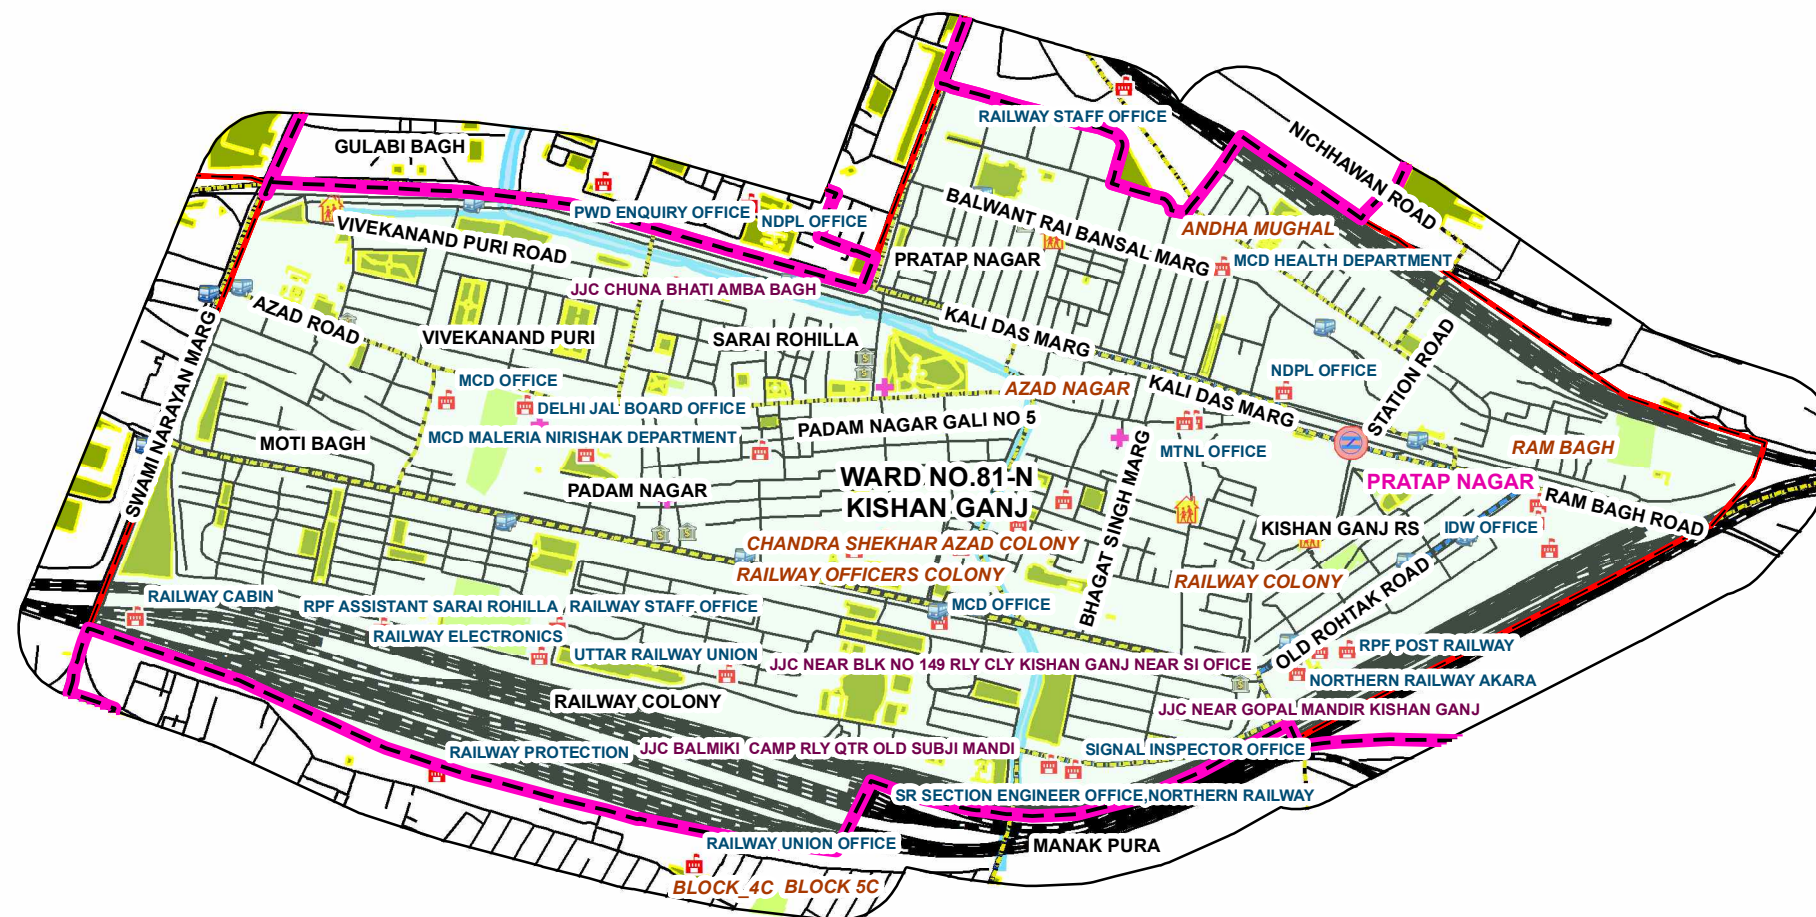 RAILWAY STAFF OFFICE
NICHHAWAN ROAD
GULABI BAGH
PWD ENQUIRY OFFICE
NDPL OFFICE
BALWANT RAI BANSAL MARG
ANDHA MUGHAL
VIVEKANAND PURI ROAD
PRATAP NAGAR
MCD HEALTH DEPARTMENT
JJC CHUNA BHATI AMBA BAGH
AZAD ROAD
SWAMI NARAYAN MARG
VIVEKANAND PURI
SARAI ROHILLA
KALI DAS MARG
STATION ROAD
NDPL OFFICE
MCD OFFICE
AZAD NAGAR
KALI DAS MARG
DELHI JAL BOARD OFFICE
PADAM NAGAR GALI NO 5
MOTI BAGH
MCD MALERIA NIRISHAK DEPARTMENT
MTNL OFFICE
RAM BAGH
WARD NO.81-N
KISHAN GANJ
PADAM NAGAR
BHAGAT SINGH MARG
PRATAP NAGAR
RAM BAGH ROAD
KISHAN GANJ RS
IDW OFFICE
CHANDRA SHEKHAR AZAD COLONY
RAILWAY OFFICERS COLONY
RAILWAY COLONY
OLD ROHTAK ROAD
RAILWAY CABIN
RPF ASSISTANT SARAI ROHILLA
RAILWAY STAFF OFFICE
MCD OFFICE
RAILWAY ELECTRONICS
UTTAR RAILWAY UNION
JJC NEAR BLK NO 149 RLY CLY KISHAN GANJ NEAR SI OFICE
RPF POST RAILWAY
NORTHERN RAILWAY AKARA
RAILWAY COLONY
JJC NEAR GOPAL MANDIR KISHAN GANJ
RAILWAY PROTECTION
JJC BALMIKI CAMP RLY QTR OLD SUBJI MANDI
SIGNAL INSPECTOR OFFICE
SR SECTION ENGINEER OFFICE,NORTHERN RAILWAY
RAILWAY UNION OFFICE
MANAK PURA
BLOCK_4C
BLOCK 5C